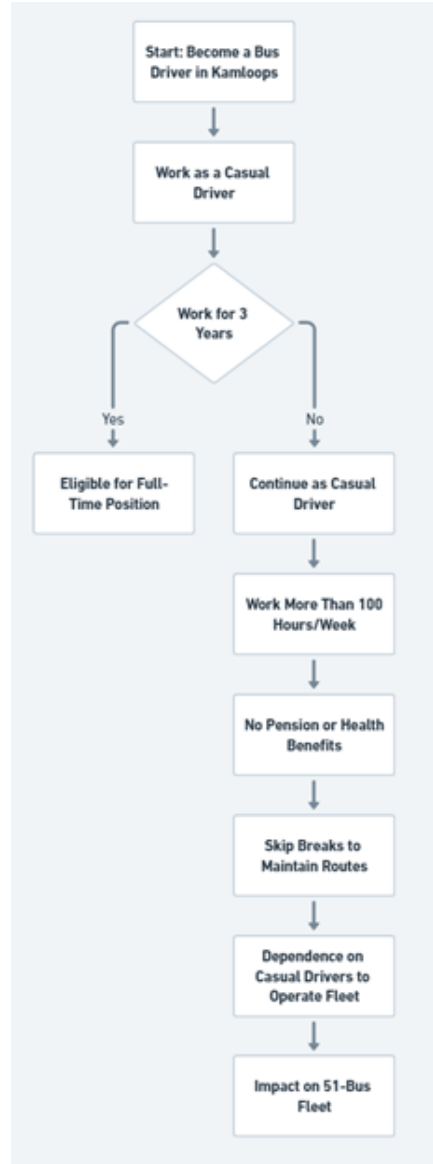 Start: Become a Bus
Driver in Kamloops
Work as a Casual
Driver
Work for 3
Years
Yes
No
Eligible for Full-
Time Position
Continue as Casual
Driver
Work More Than 100
Hours/Week
No Pension or Health
Benefits
Skip Breaks to
Maintain Routes
Dependence on
Casual Drivers to
Operate Fleet
Impact on 51-Bus
Fleet